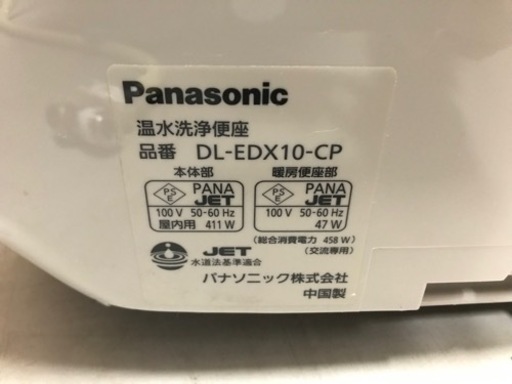 Panasonic
温水洗浄便座
品番 DL-EDX10-CP
本体部
PS E PANA JET
100 V 50-60 Hz
屋内用 411 W
暖房便座部
PS E PANA JET
100 V 50-60 Hz
47 W
(総合消費電力 458 W)
(交流専用)
JET
水道法基準適合
パナソニック株式会社
中国製